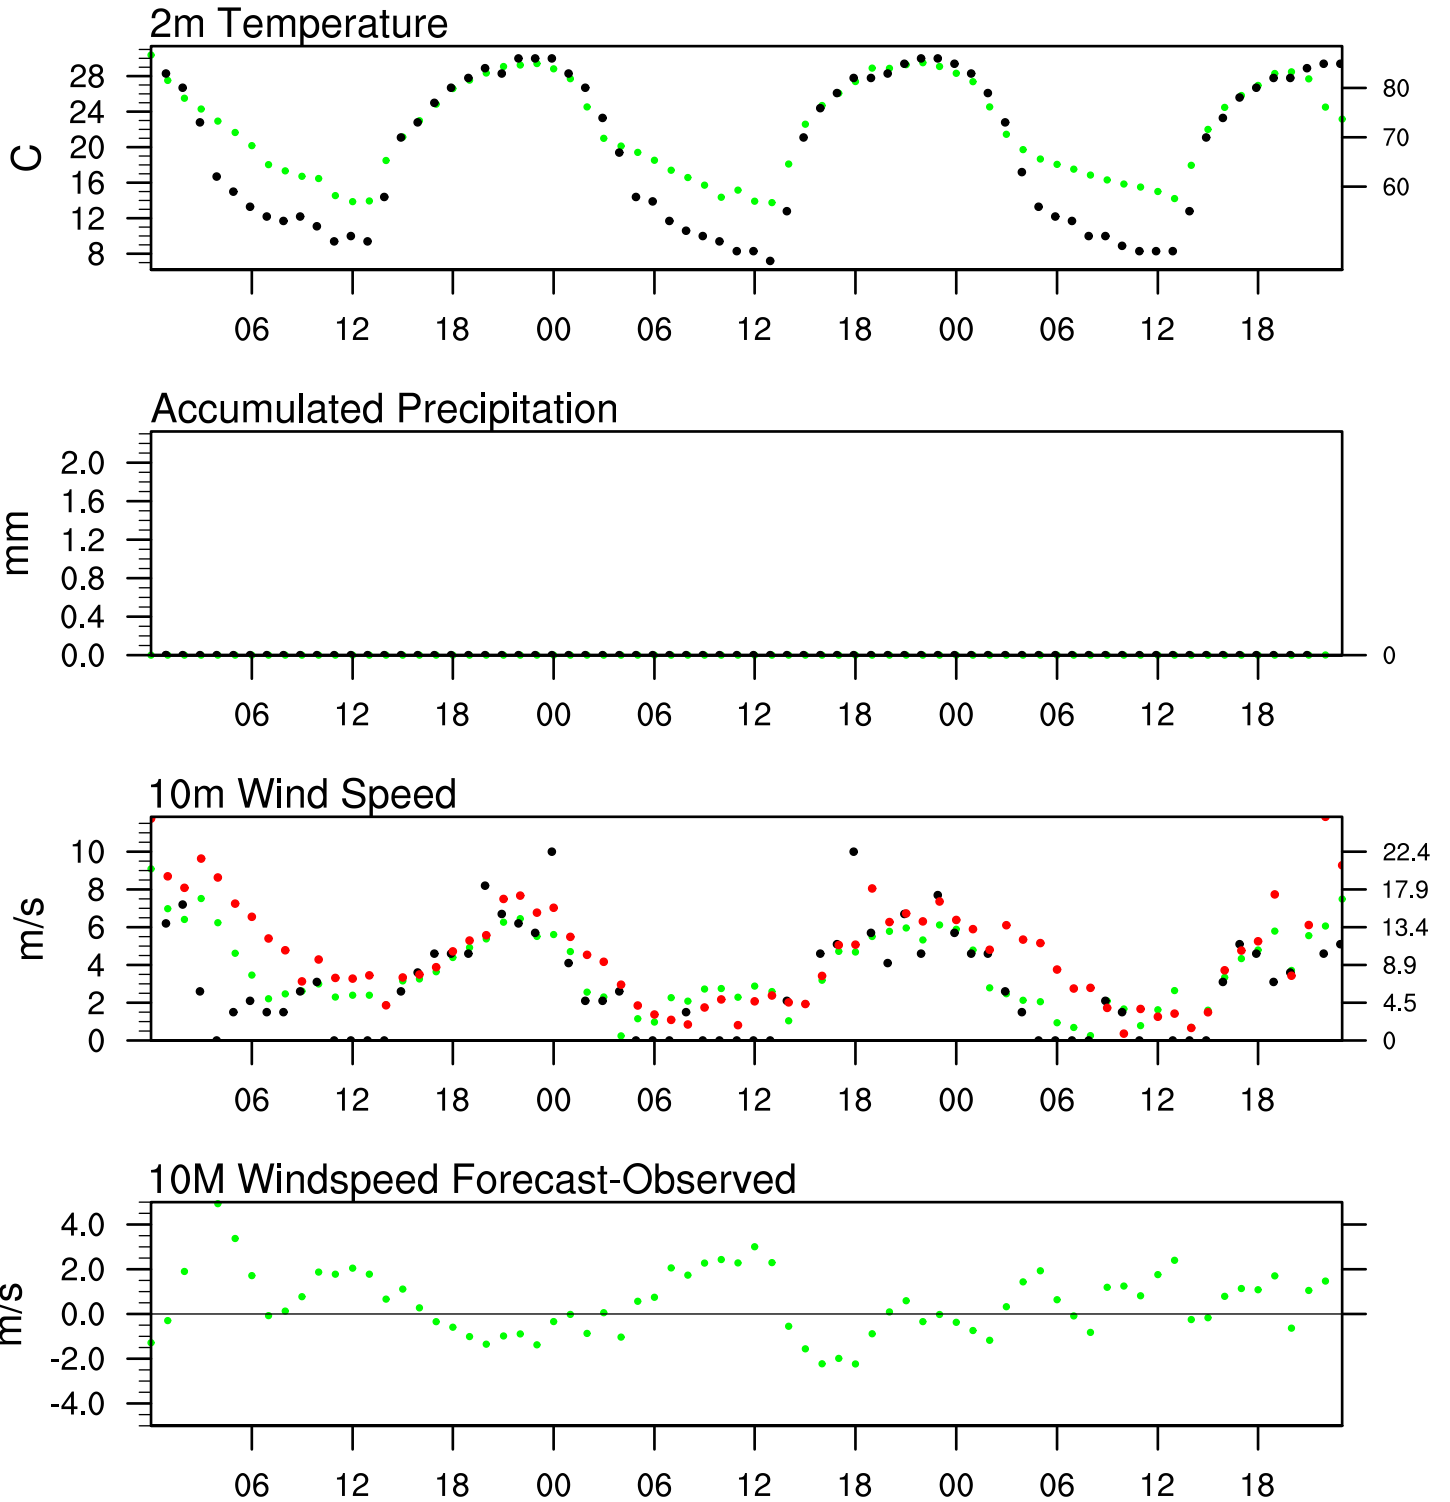 2m Temperature
C
28
24
20
16
12
8
80
70
60
06 12 18 00 06 12 18 00 06 12 18
Accumulated Precipitation
mm
2.0
1.6
1.2
0.8
0.4
0.0
0
06 12 18 00 06 12 18 00 06 12 18
10m Wind Speed
m/s
10
8
6
4
2
0
22.4
17.9
13.4
8.9
4.5
0
06 12 18 00 06 12 18 00 06 12 18
10M Windspeed Forecast-Observed
m/s
4.0
2.0
0.0
-2.0
-4.0
06 12 18 00 06 12 18 00 06 12 18